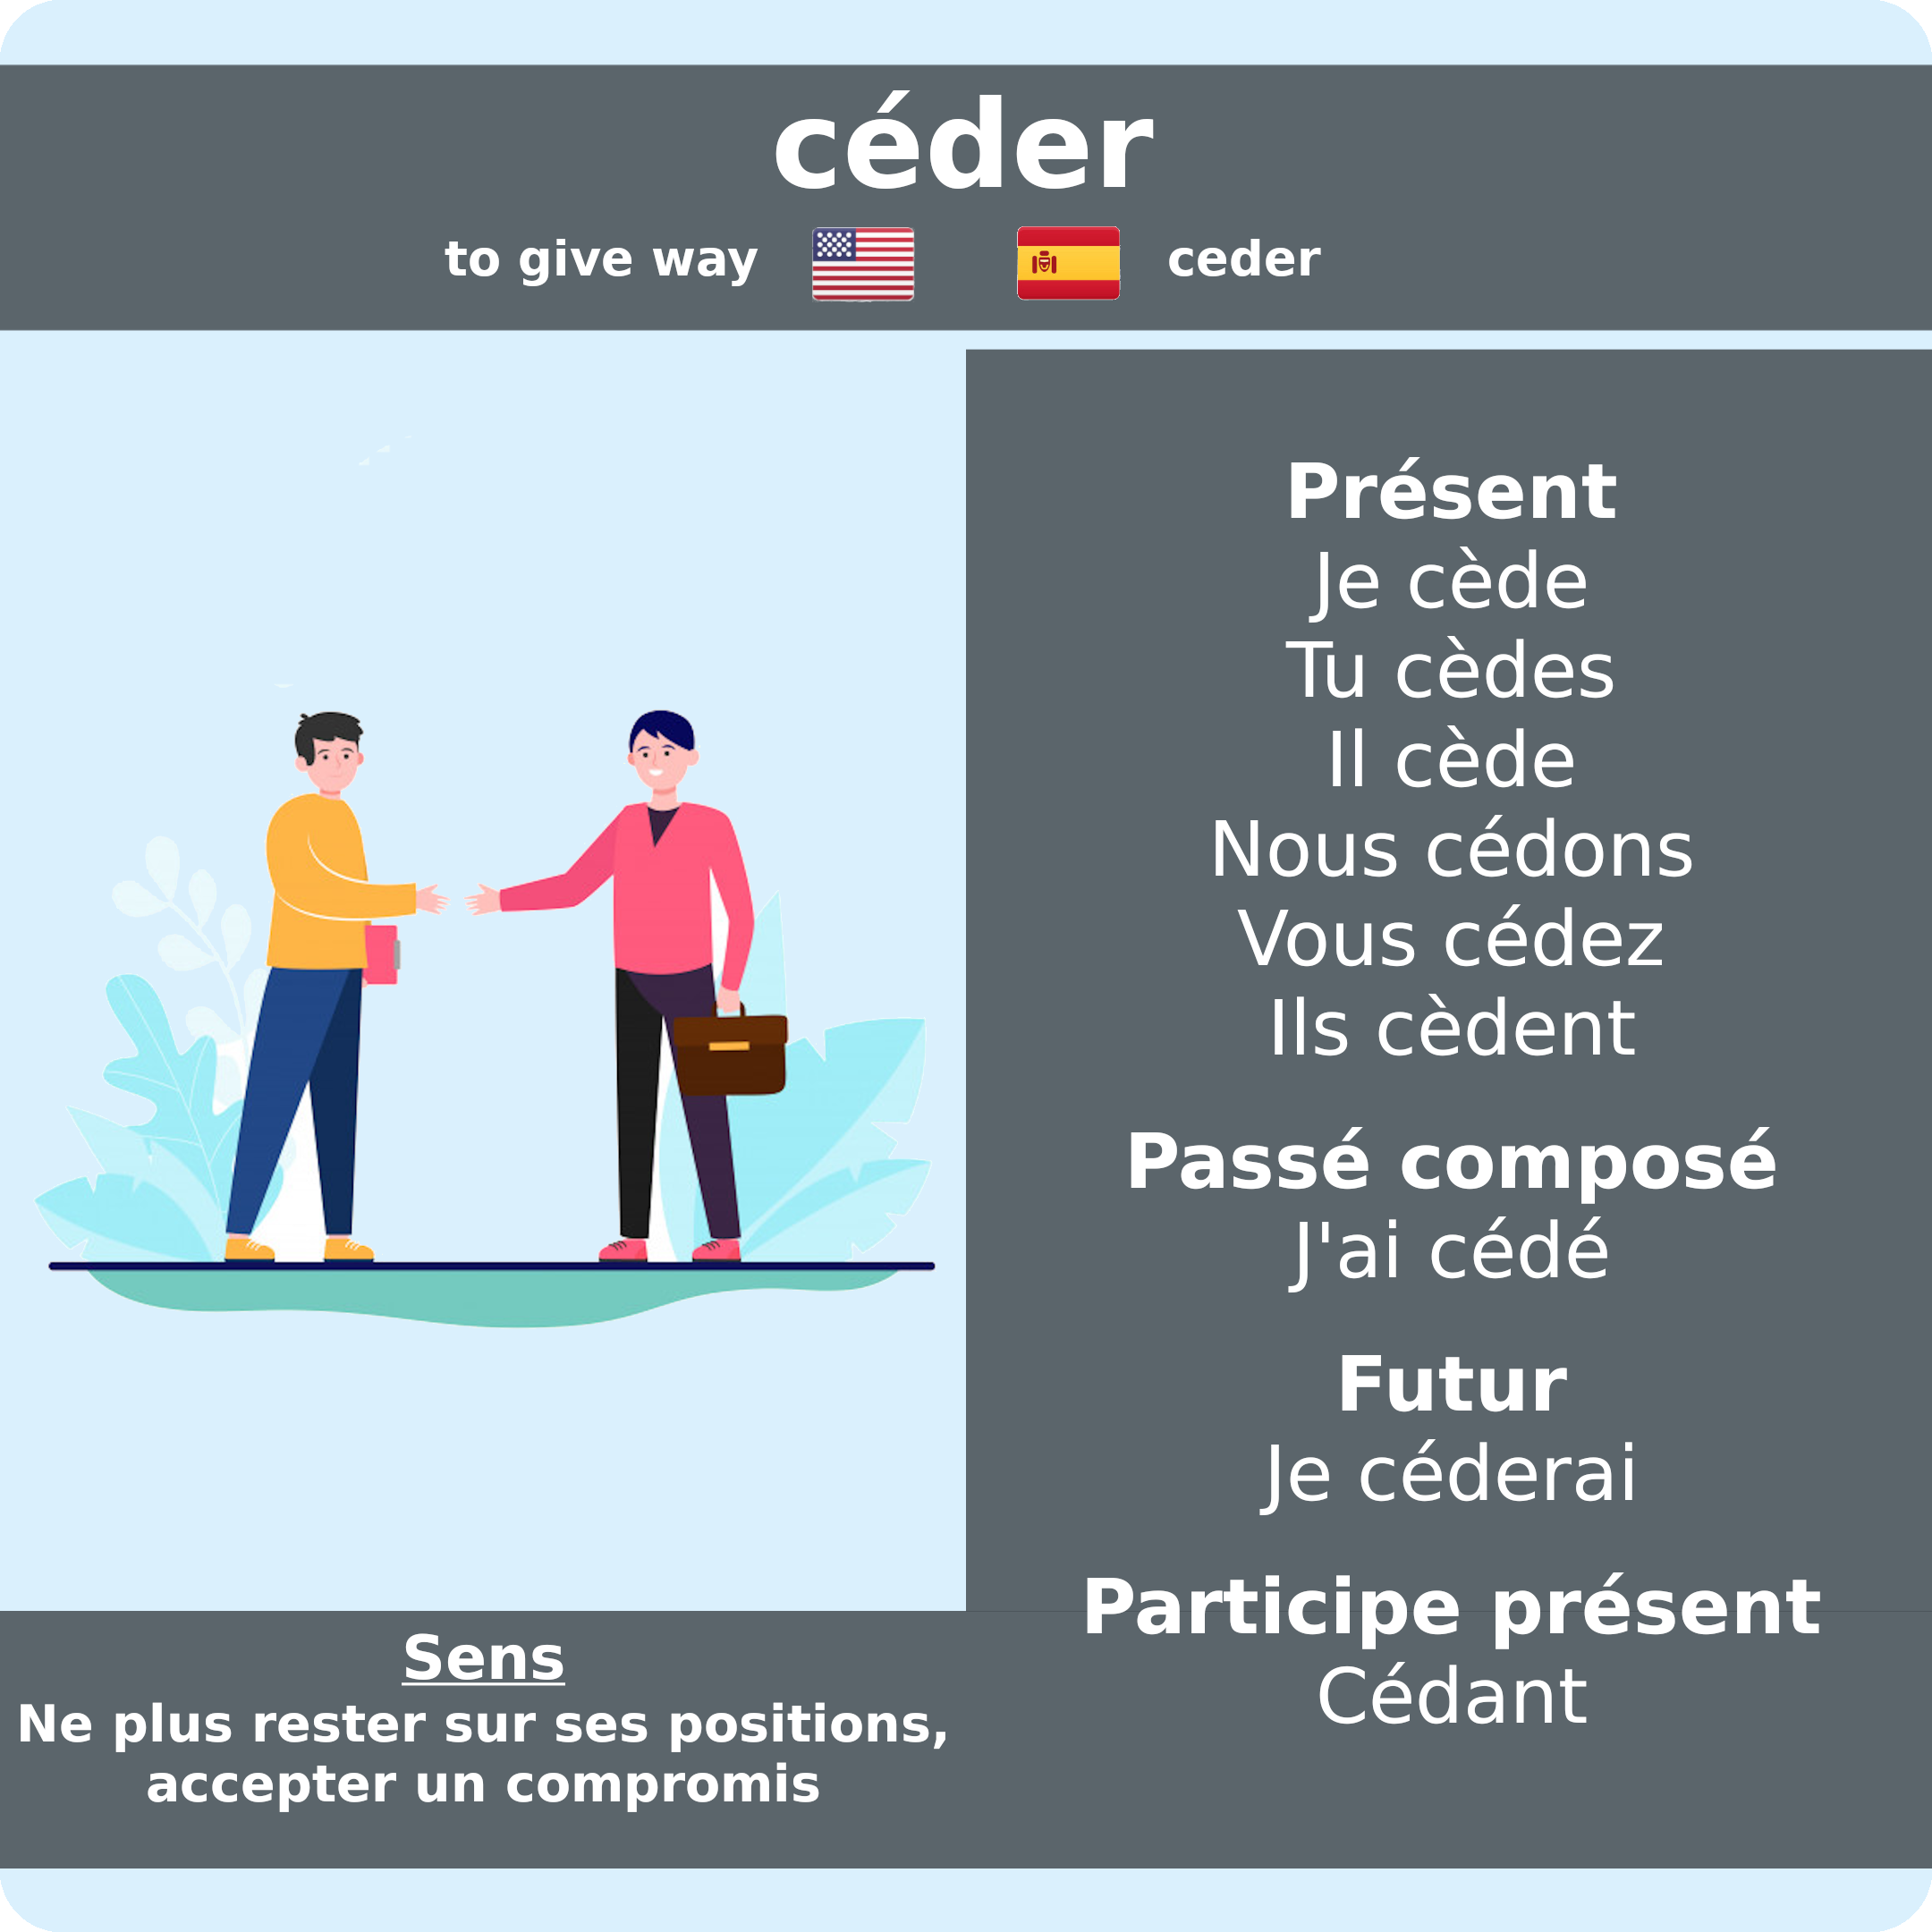 céder
to give way
ceder
Présent
Je cède
Tu cèdes
Il cède
Nous cédons
Vous cédez
Ils cèdent
Passé composé
J'ai cédé
Futur
Je céderai
Participe présent
Cédant
Sens
Ne plus rester sur ses positions,
accepter un compromis